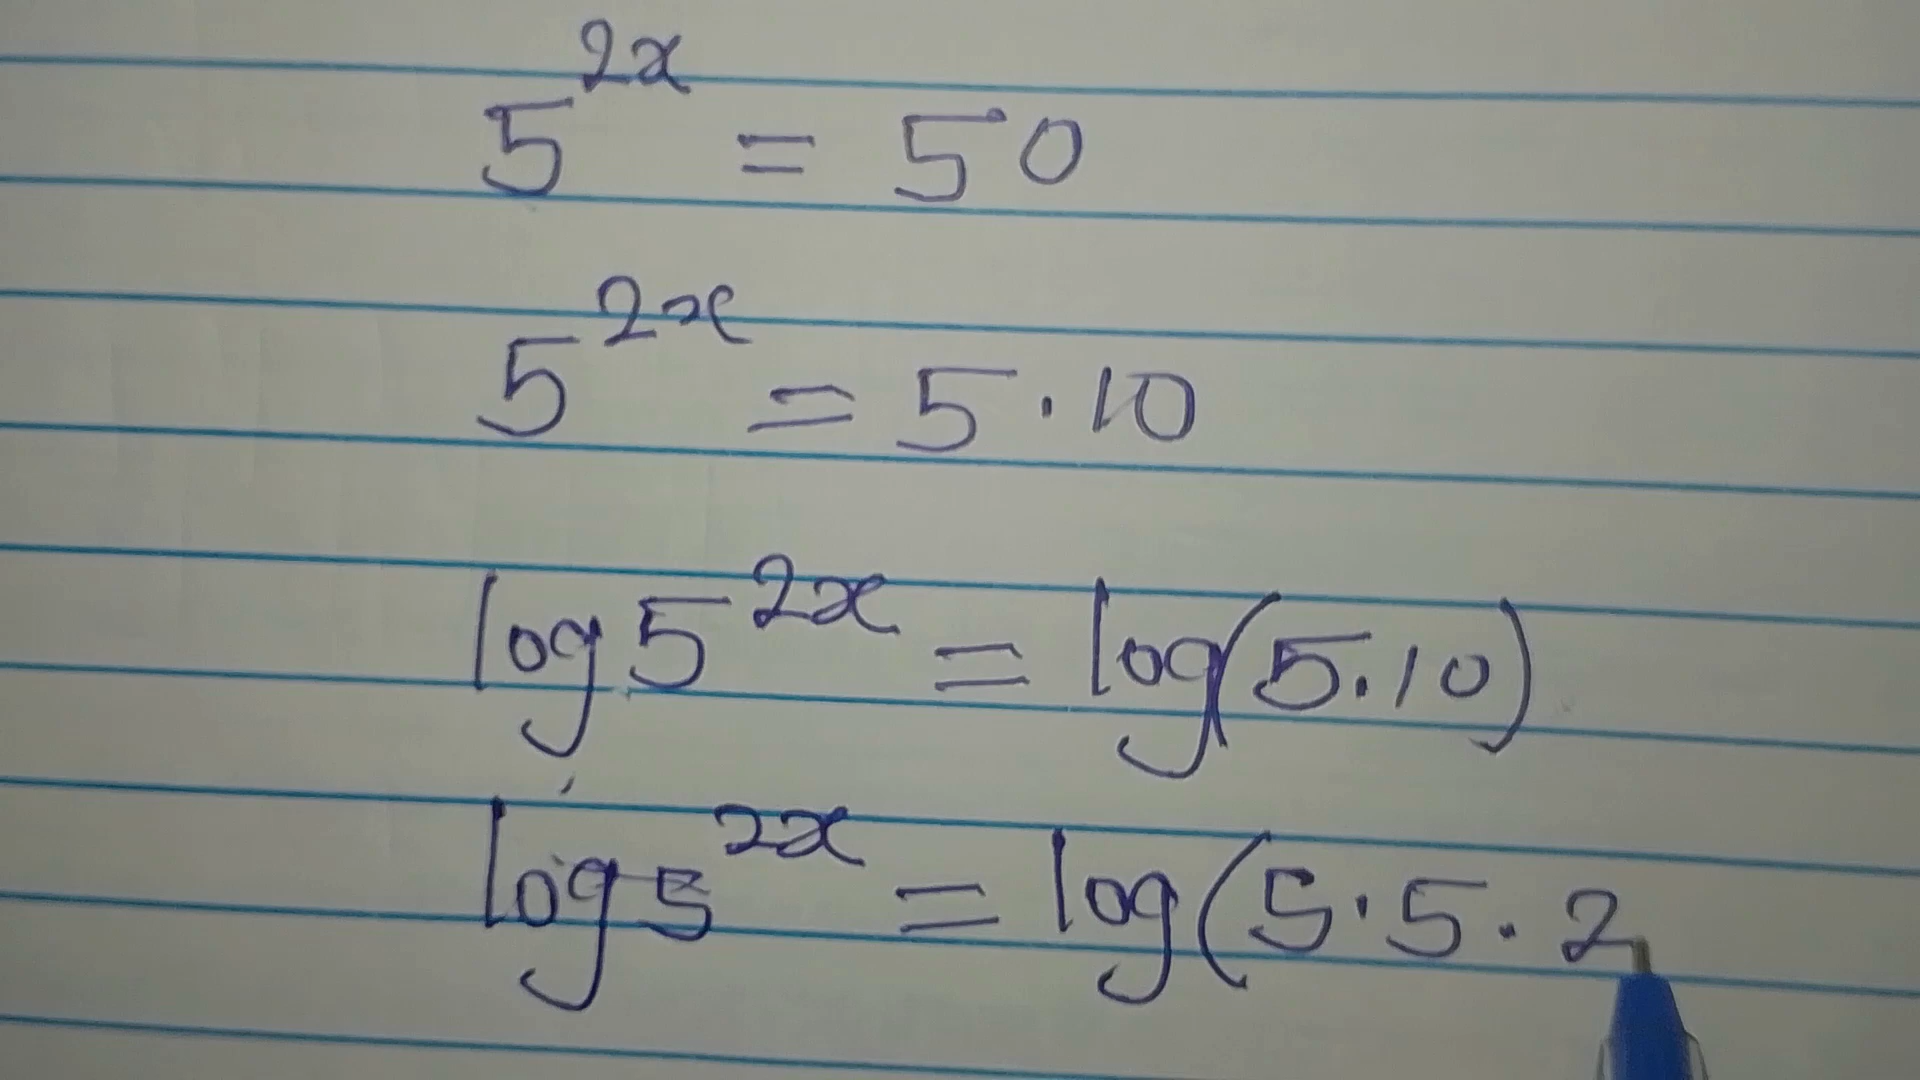 5^{2x} = 50
5^{2x} = 5 · 10
log 5^{2x} = log(5.10)
log 5^{2x} = log(5 · 5 . 2